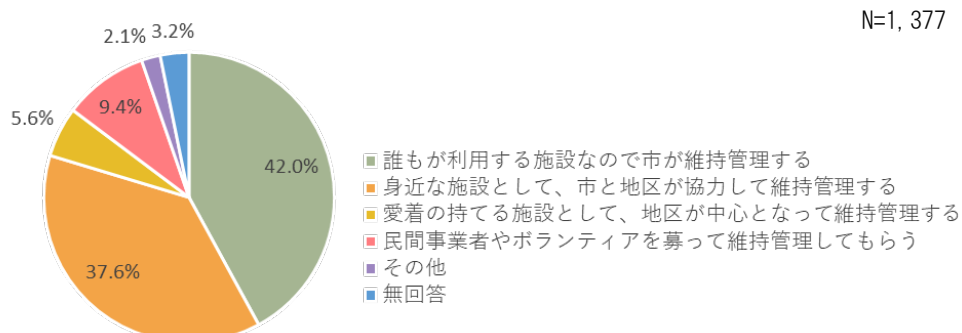 N=1,377
2.1% 3.2%
9.4%
5.6%
42.0%
37.6%
誰もが利用する施設なので市が維持管理する
身近な施設として、市と地区が協力して維持管理する
愛着の持てる施設として、地区が中心となって維持管理する
民間事業者やボランティアを募って維持管理してもらう
その他
無回答